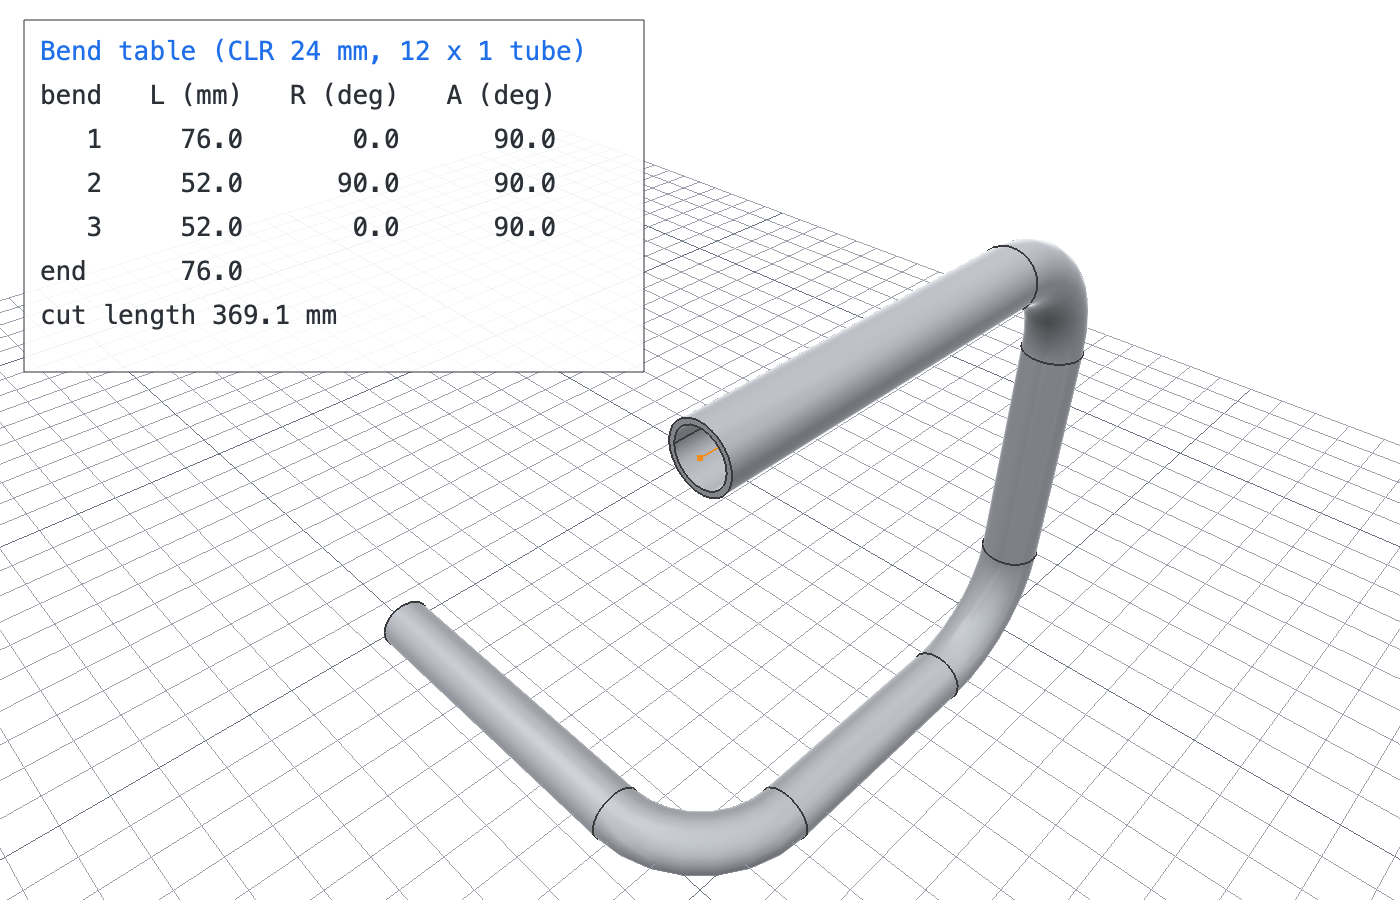 Bend table (CLR 24 mm, 12 x 1 tube)
bend L (mm) R (deg) A (deg)
1 76.0 0.0 90.0
2 52.0 90.0 90.0
3 52.0 0.0 90.0
end 76.0
cut length 369.1 mm